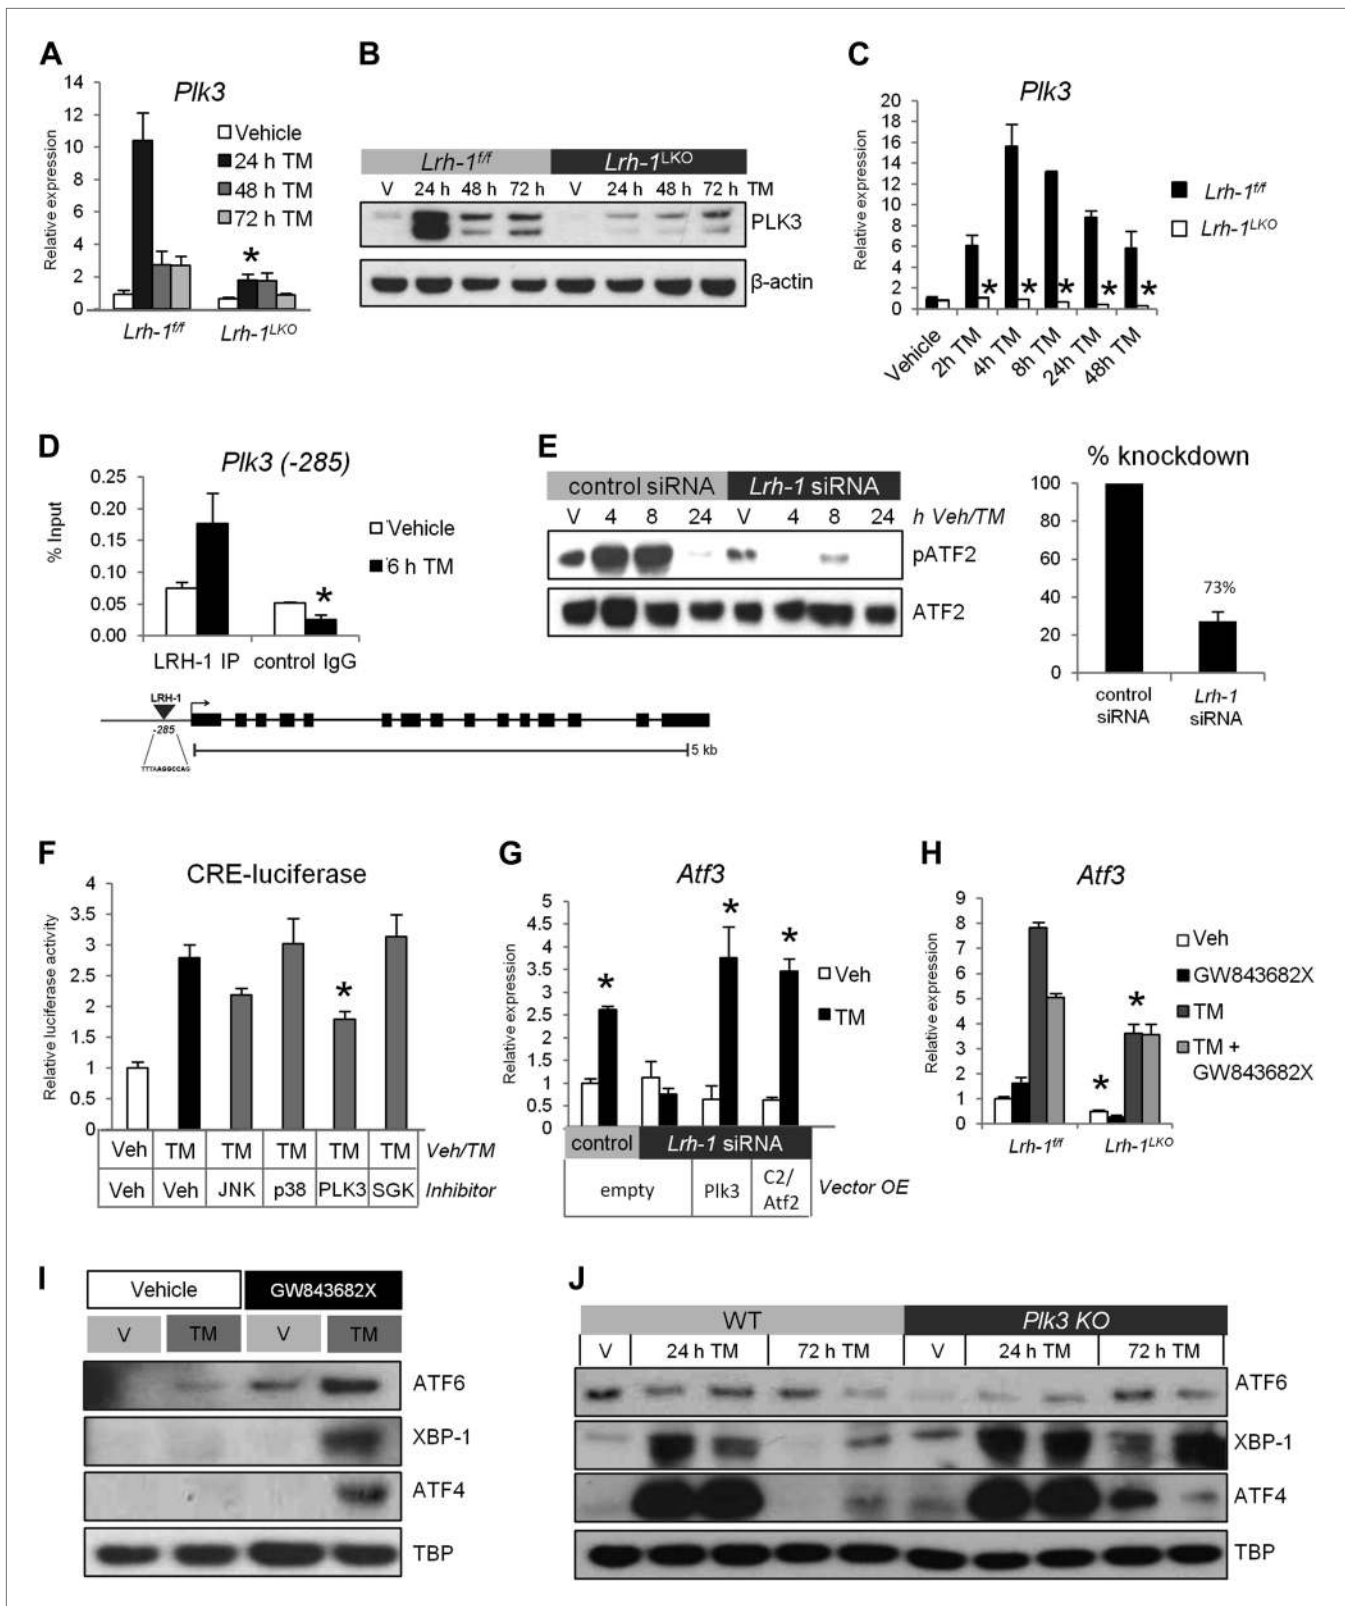 A
Plk3
Relative expression
14
12
10
8
6
4
2
0
Vehicle
24 h TM
48 h TM
72 h TM
*
Lrh-1f/f
Lrh-1LKO
B
Lrh-1f/f Lrh-1LKO
V 24 h 48 h 72 h V 24 h 48 h 72 h TM
PLK3
β-actin
C
Plk3
Relative expression
20
18
16
14
12
10
8
6
4
2
0
* * * * *
Lrh-1f/f
Lrh-1LKO
Vehicle
2h TM
4h TM
8h TM
24h TM
48h TM
D
Plk3 (-285)
% Input
0.25
0.20
0.15
0.10
0.05
0.00
Vehicle
6 h TM
*
LRH-1 IP control IgG
LRH-1
-285
TTTAAGGCCAG
5 kb
E
control siRNA Lrh-1 siRNA
V 4 8 24 V 4 8 24 h Veh/TM
pATF2
ATF2
% knockdown
100
80
60
40
20
0
73%
control siRNA
Lrh-1 siRNA
F
CRE-luciferase
Relative luciferase activity
4
3.5
3
2.5
2
1.5
1
0.5
0
*
Veh TM TM TM TM TM Veh/TM
Veh Veh JNK p38 PLK3 SGK Inhibitor
G
Atf3
Relative expression
5
4.5
4
3.5
3
2.5
2
1.5
1
0.5
0
* * *
Veh
TM
control Lrh-1 siRNA
empty Plk3 C2/Atf2 Vector OE
H
Atf3
Relative expression
9
8
7
6
5
4
3
2
1
0
* *
Veh
GW843682X
TM
TM +
GW843682X
Lrh-1f/f
Lrh-1LKO
I
Vehicle GW843682X
V TM V TM
ATF6
XBP-1
ATF4
TBP
J
WT Plk3 KO
V 24 h TM 72 h TM V 24 h TM 72 h TM
ATF6
XBP-1
ATF4
TBP